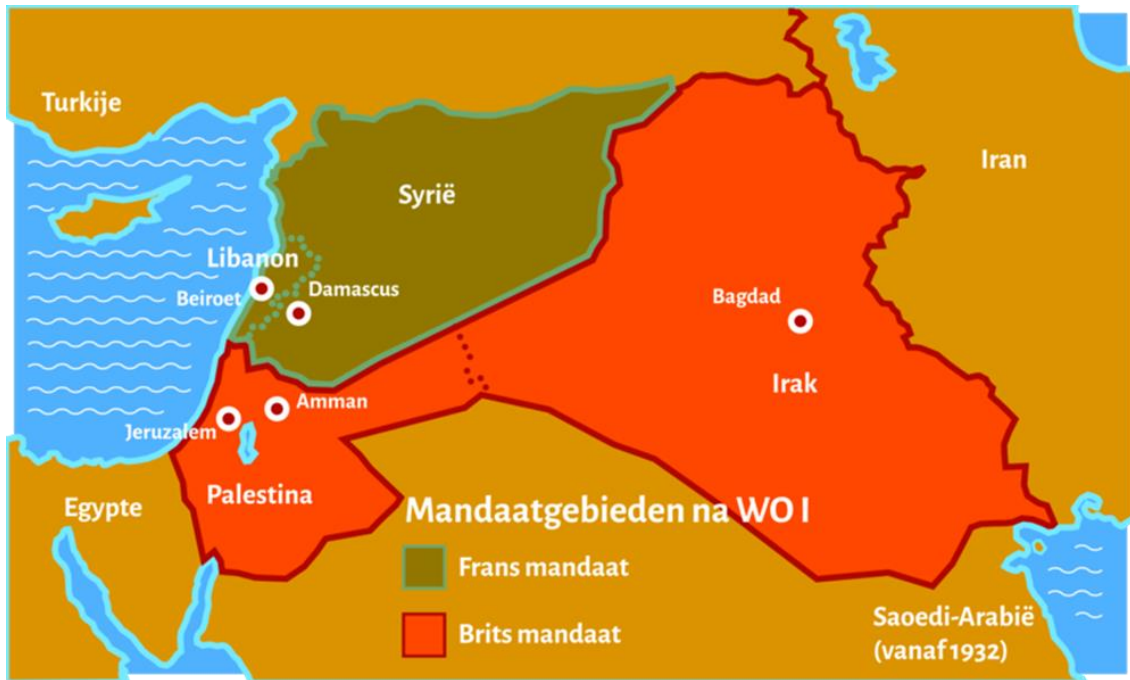 Turkije
Iran
Syrië
Libanon
Beiroet
Damascus
Bagdad
Irak
Amman
Jeruzalem
Egypte
Palestina
Mandaatgebieden na WO I
Frans mandaat
Brits mandaat
Saoedi-Arabië
(vanaf 1932)